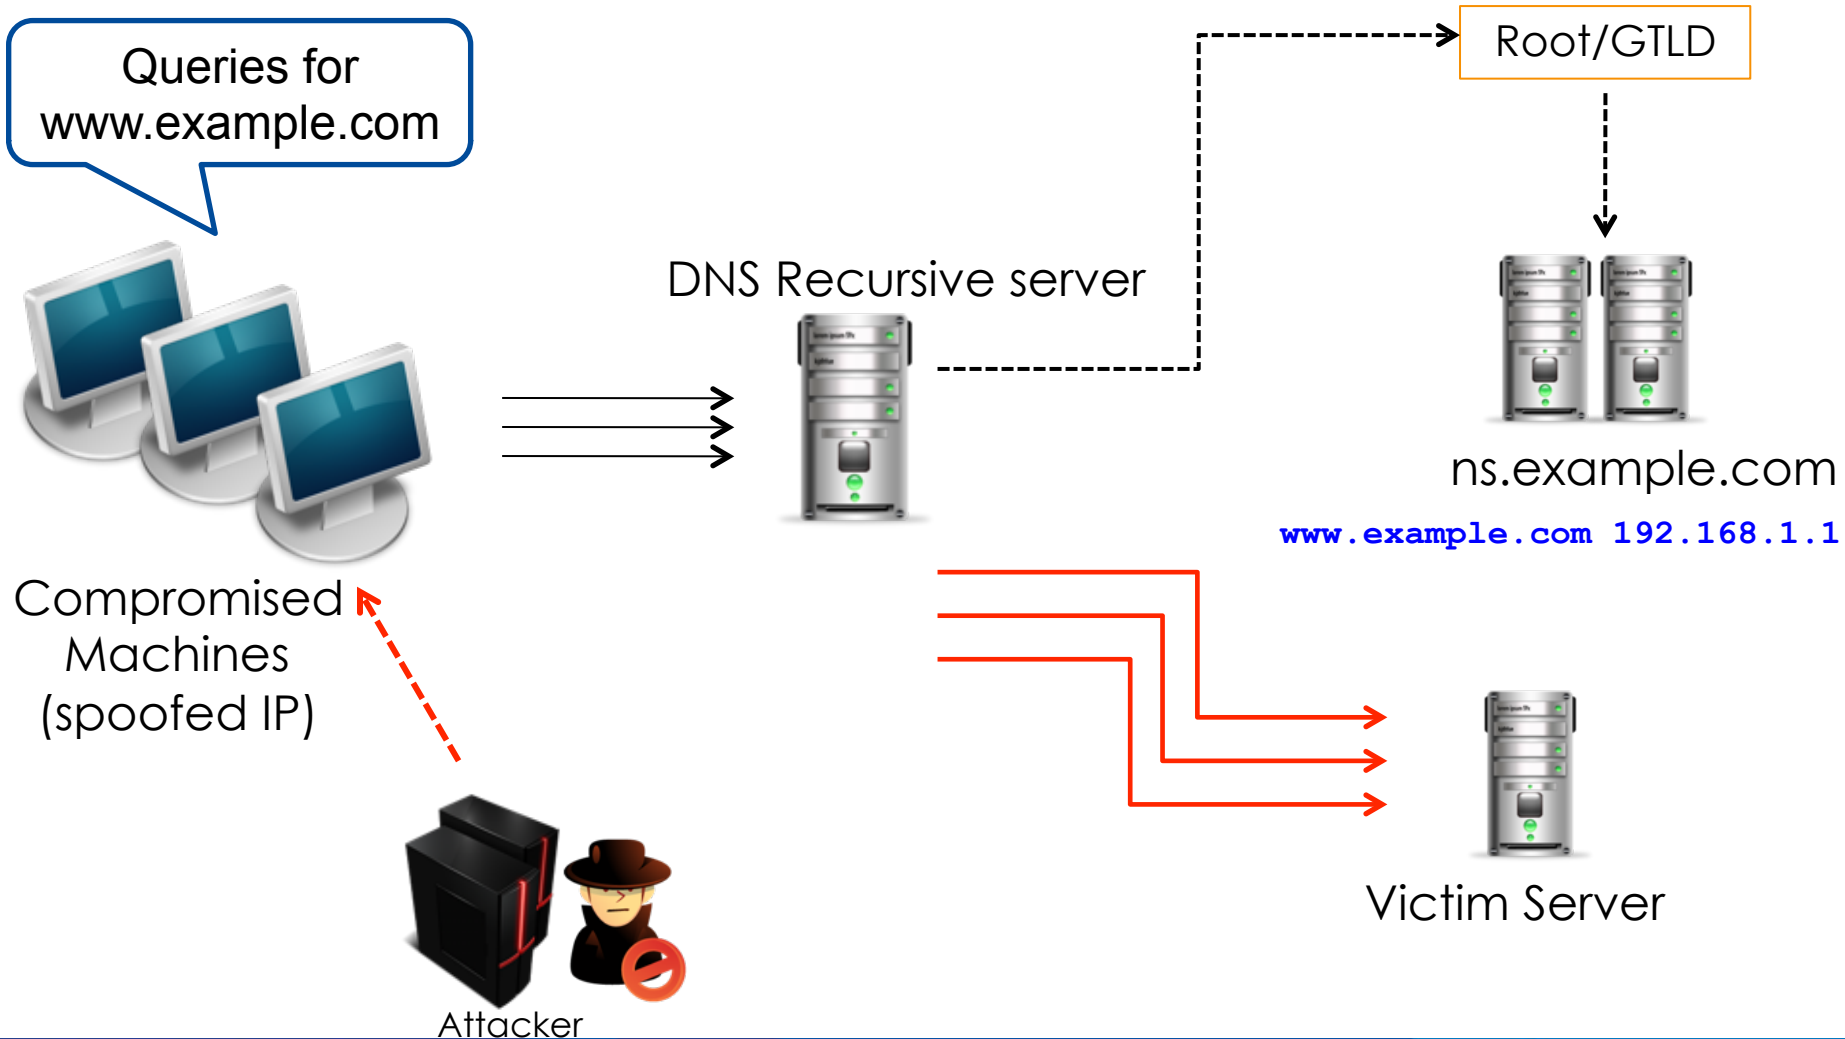 Queries for
www.example.com
Root/GTLD
DNS Recursive server
ns.example.com
www.example.com 192.168.1.1
Compromised
Machines
(spoofed IP)
Victim Server
Attacker